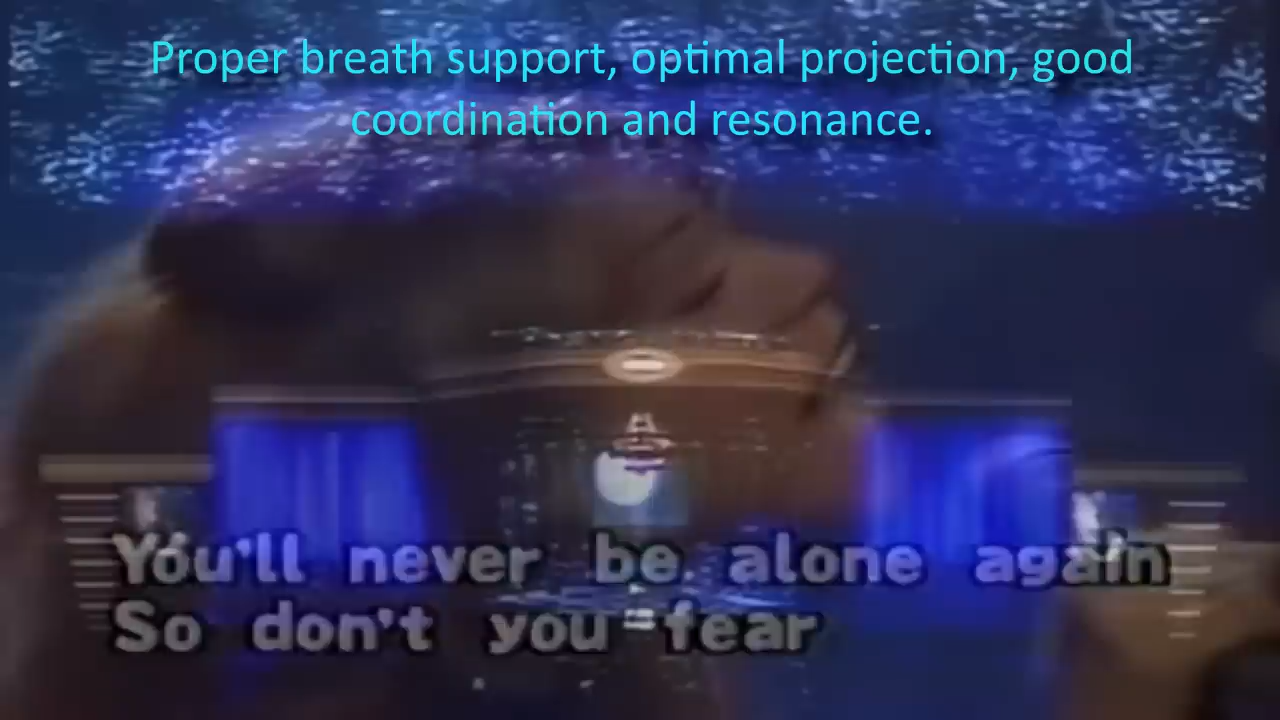 Proper breath support, optimal projection, good
coordination and resonance.
You'll never be alone again
So don't you fear